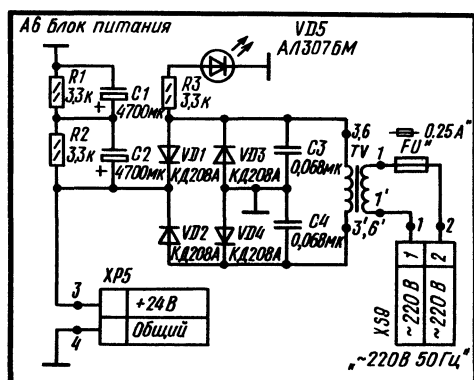 А6 Блок питания
VD5
АЛ307БМ
R1
3,3к
C1
4700мк
+
R2
3,3к
C2
4700мк
+
R3
3,3к
VD1
КД208А
VD3
КД208А
VD2
КД208А
VD4
КД208А
C3
0,068мк
C4
0,068мк
3,6
TV
3',6'
1
1'
0,25А"
FU"
1
2
XS9
1
~220 В
2
~220 В
"~220В 50Гц"
XP5
3
+24В
4
Общий